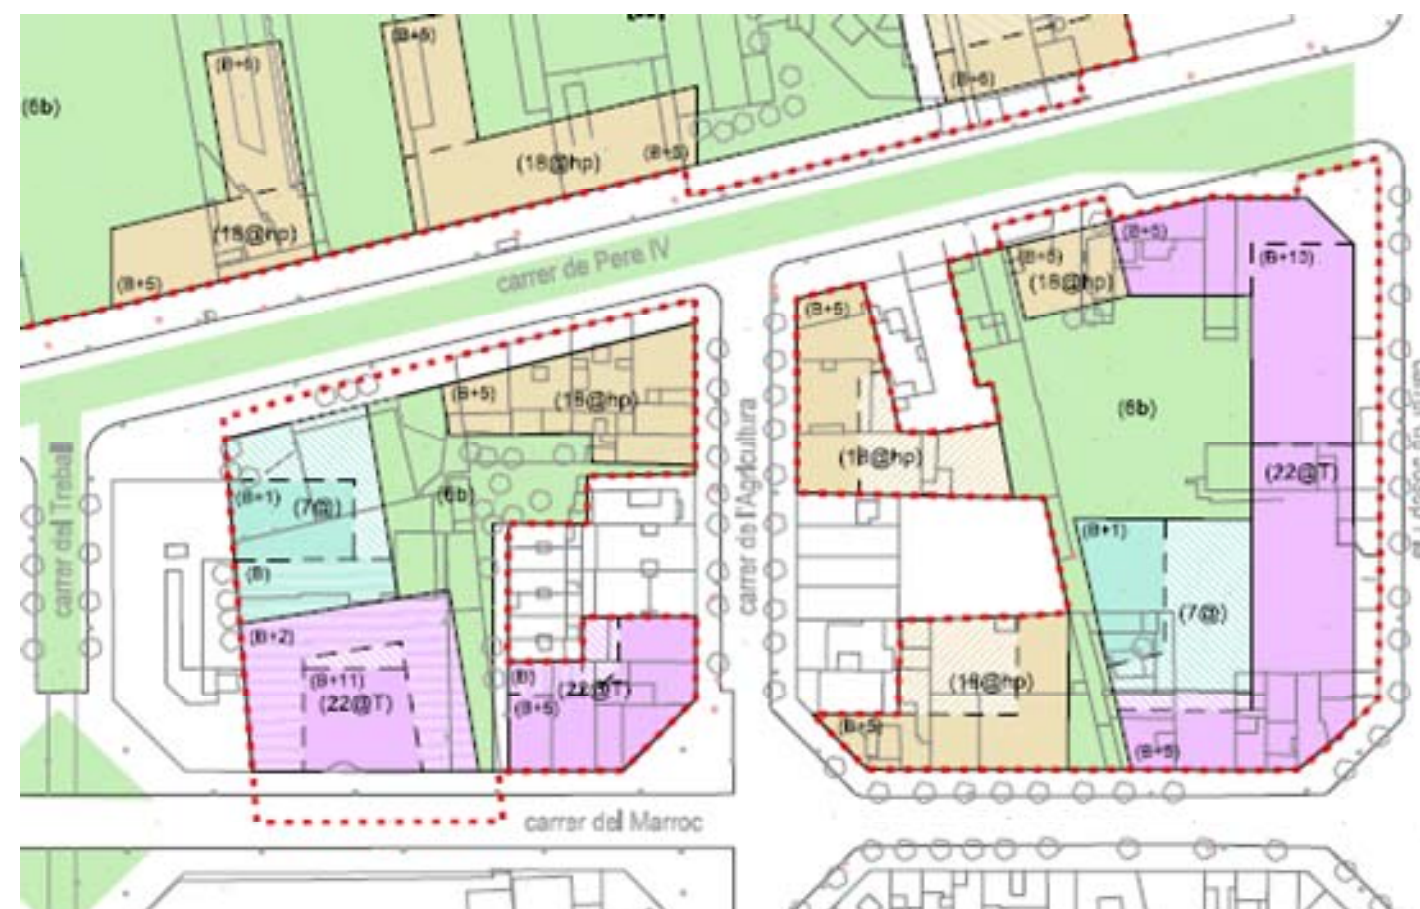 (B+5)
(B+6)
(B+5)
(6b)
(18@hp)
(B+5)
(18@hp)
(B+5)
carrer de Pere IV
(B+5)
(B+5)
(18@hp)
(B+13)
(B+5)
(B+5)
(18@hp)
(6b)
(18@hp)
(22@T)
(6b)
(B+1)
(7@)
(B)
(B+1)
(7@)
carrer del Treball
carrer de l'Agricultura
(B+2)
(B+11)
(22@T)
(B)
(22@T)
(B+5)
(18@hp)
(B+5)
(B+5)
carrer del Marroc